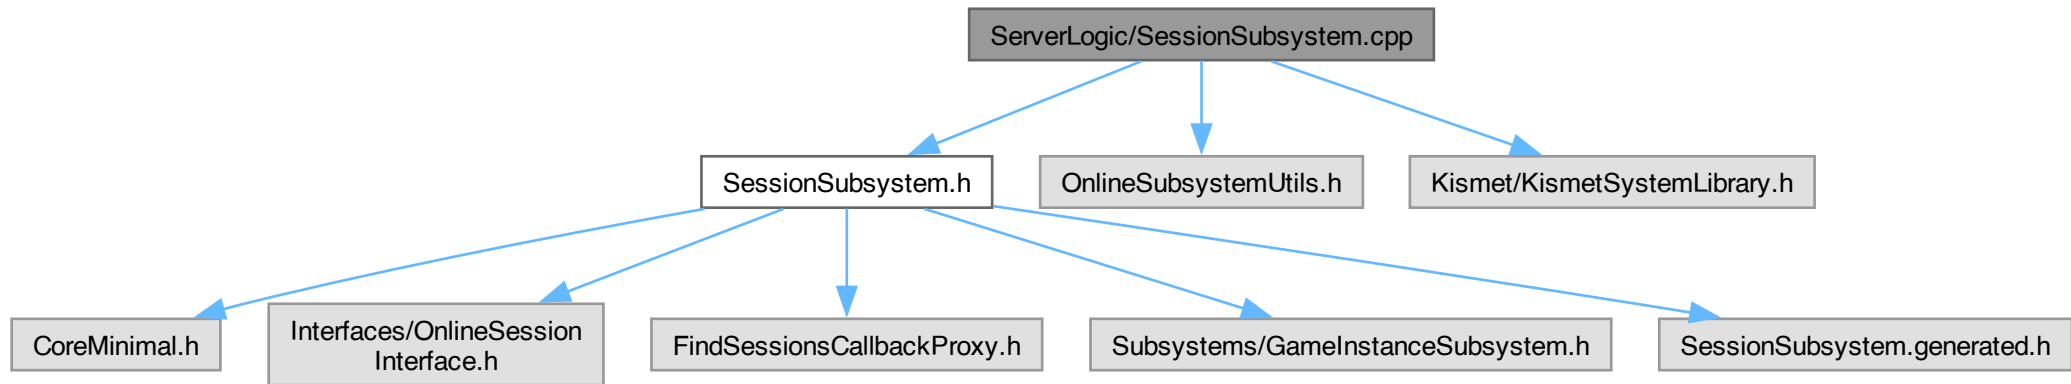 ServerLogic/SessionSubsystem.cpp
SessionSubsystem.h
OnlineSubsystemUtils.h
Kismet/KismetSystemLibrary.h
CoreMinimal.h
Interfaces/OnlineSession
Interface.h
FindSessionsCallbackProxy.h
Subsystems/GameInstanceSubsystem.h
SessionSubsystem.generated.h